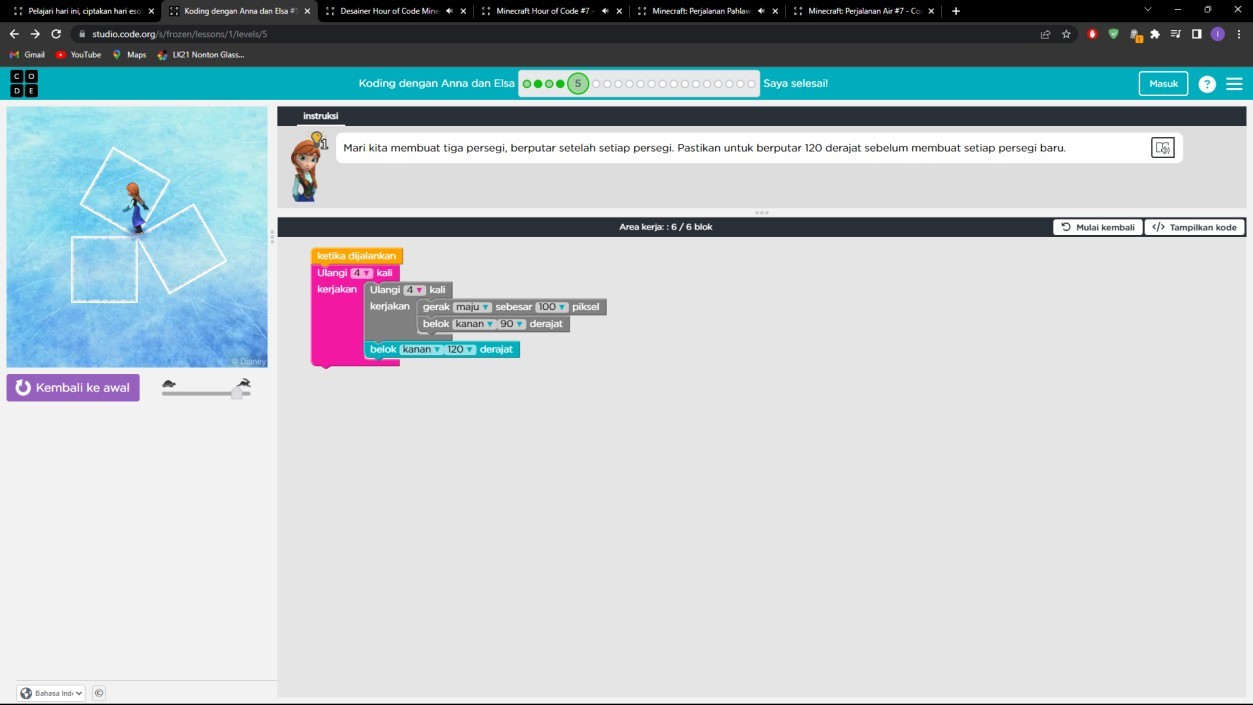 Pelajari hari ini, ciptakan hari eso
Koding dengan Anna dan Elsa #5
Desainer Hour of Code Mine
Minecraft Hour of Code #7 -
Minecraft: Perjalanan Pahlaw
Minecraft: Perjalanan Air #7 - Co
studio.code.org/s/frozen/lessons/1/levels/5
Gmail
YouTube
Maps
LK21 Nonton Glass...
C O
D E
Koding dengan Anna dan Elsa
5
Saya selesai!
Masuk
?
instruksi
1
Mari kita membuat tiga persegi, berputar setelah setiap persegi. Pastikan untuk berputar 120 derajat sebelum membuat setiap persegi baru.
Area kerja: : 6 / 6 blok
Mulai kembali
</> Tampilkan kode
ketika dijalankan
Ulangi 4 kali
kerjakan
Ulangi 4 kali
kerjakan
gerak maju sebesar 100 piksel
belok kanan 90 derajat
belok kanan 120 derajat
© Disney
Kembali ke awal
Bahasa Ind
©